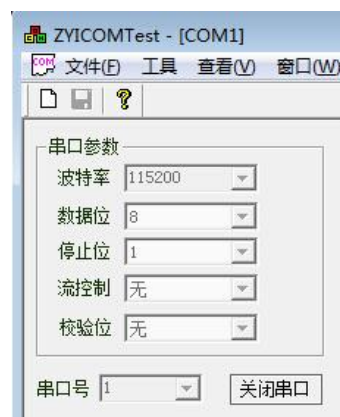 ZYICOMTest - [COM1]
COM 文件(F) 工具 查看(V) 窗口(W)
串口参数
波特率 115200
数据位 8
停止位 1
流控制 无
校验位 无
串口号 1 关闭串口